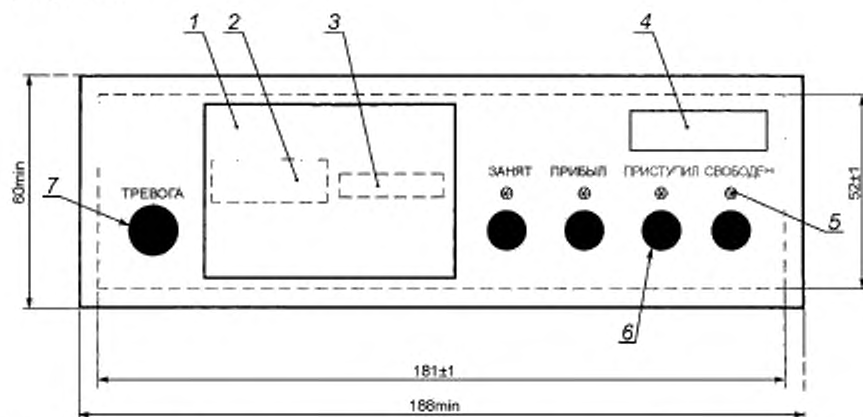 1 2 3 4
ТРЕВОГА
ЗАНЯТ ПРИБЫЛ ПРИСТУПИЛ СВОБОДЕН
7
5
6
60min
52±1
181±1
188min